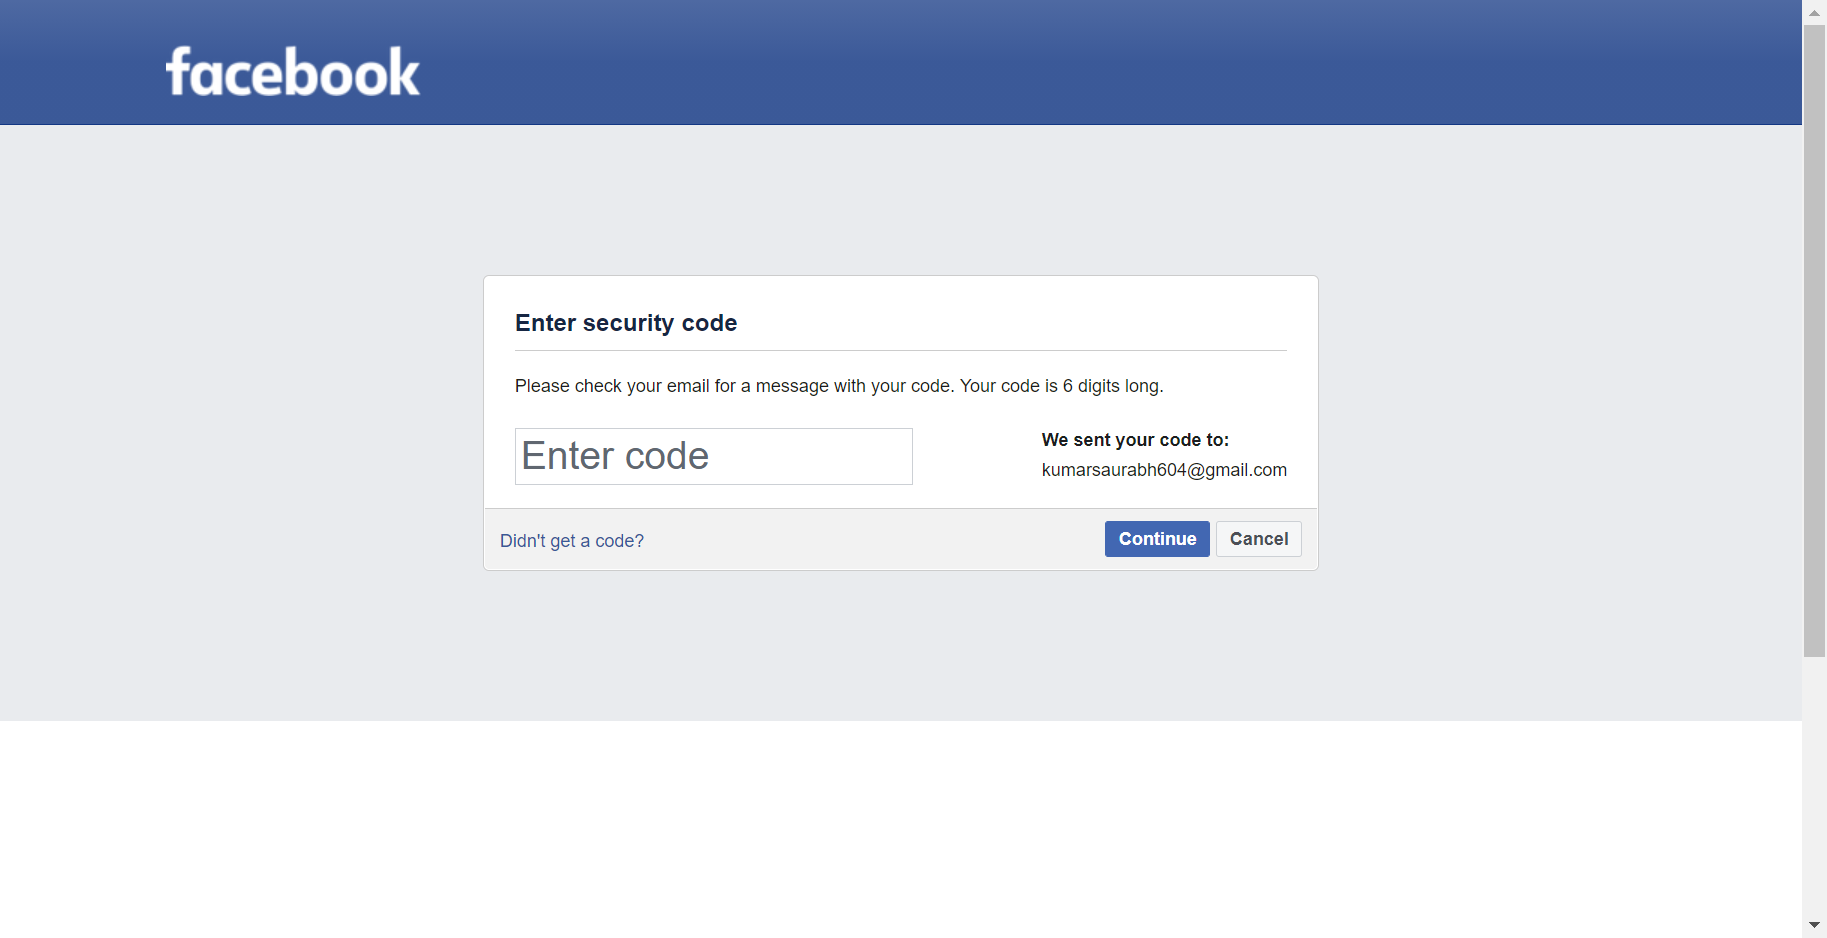 facebook
Enter security code
Please check your email for a message with your code. Your code is 6 digits long.
Enter code
We sent your code to:
kumarsaurabh604@gmail.com
Didn't get a code?
Continue
Cancel